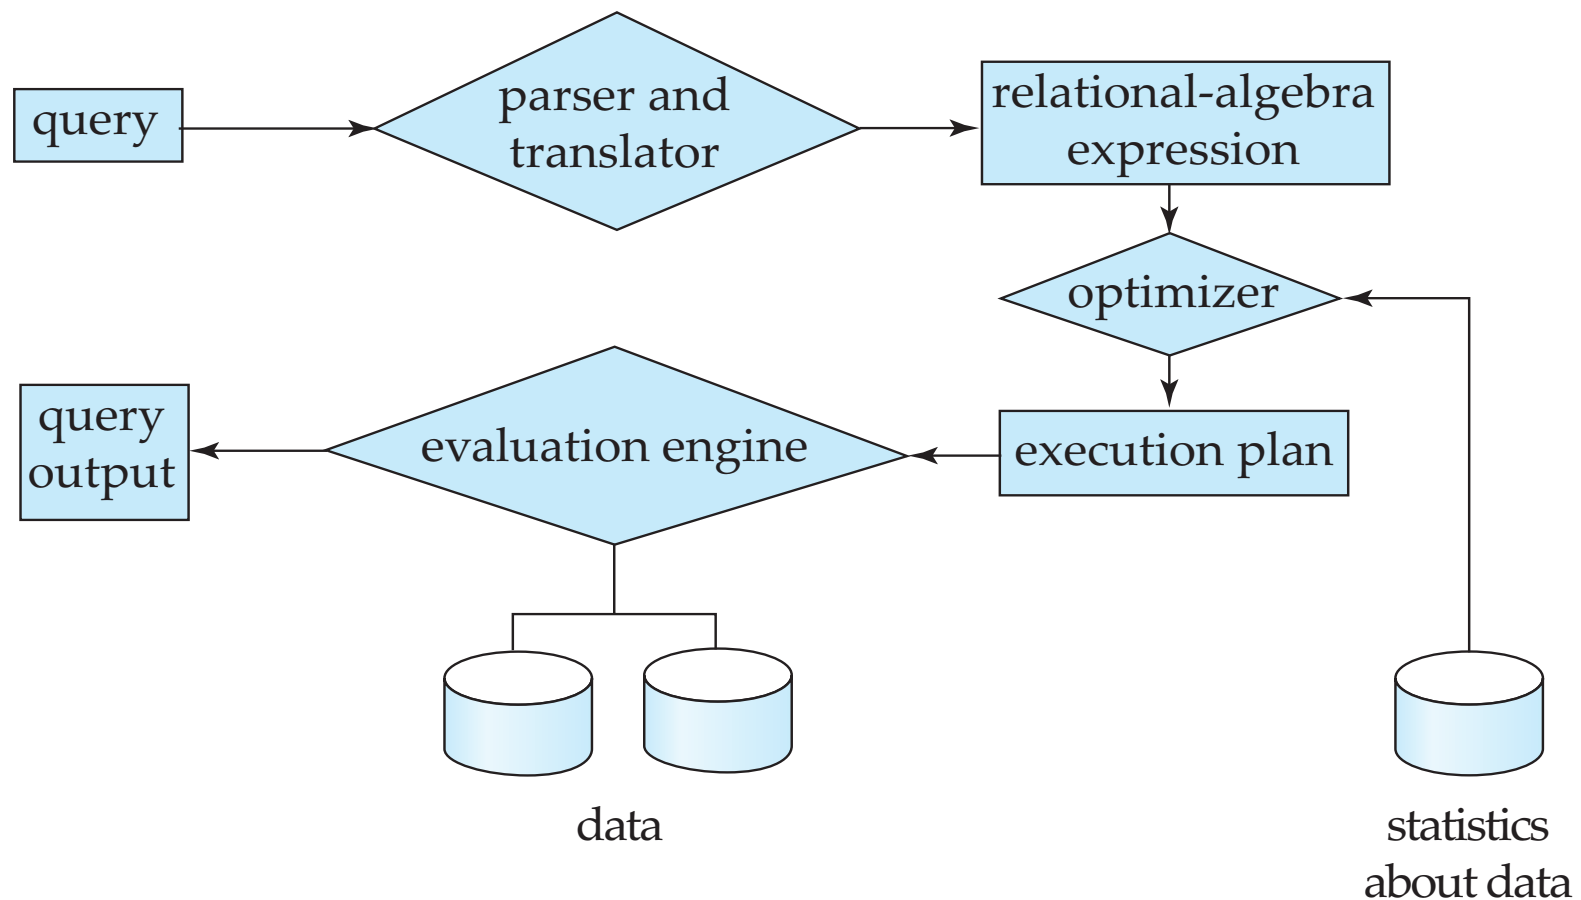 query
parser and
translator
relational-algebra
expression
optimizer
execution plan
evaluation engine
query
output
data
statistics
about data